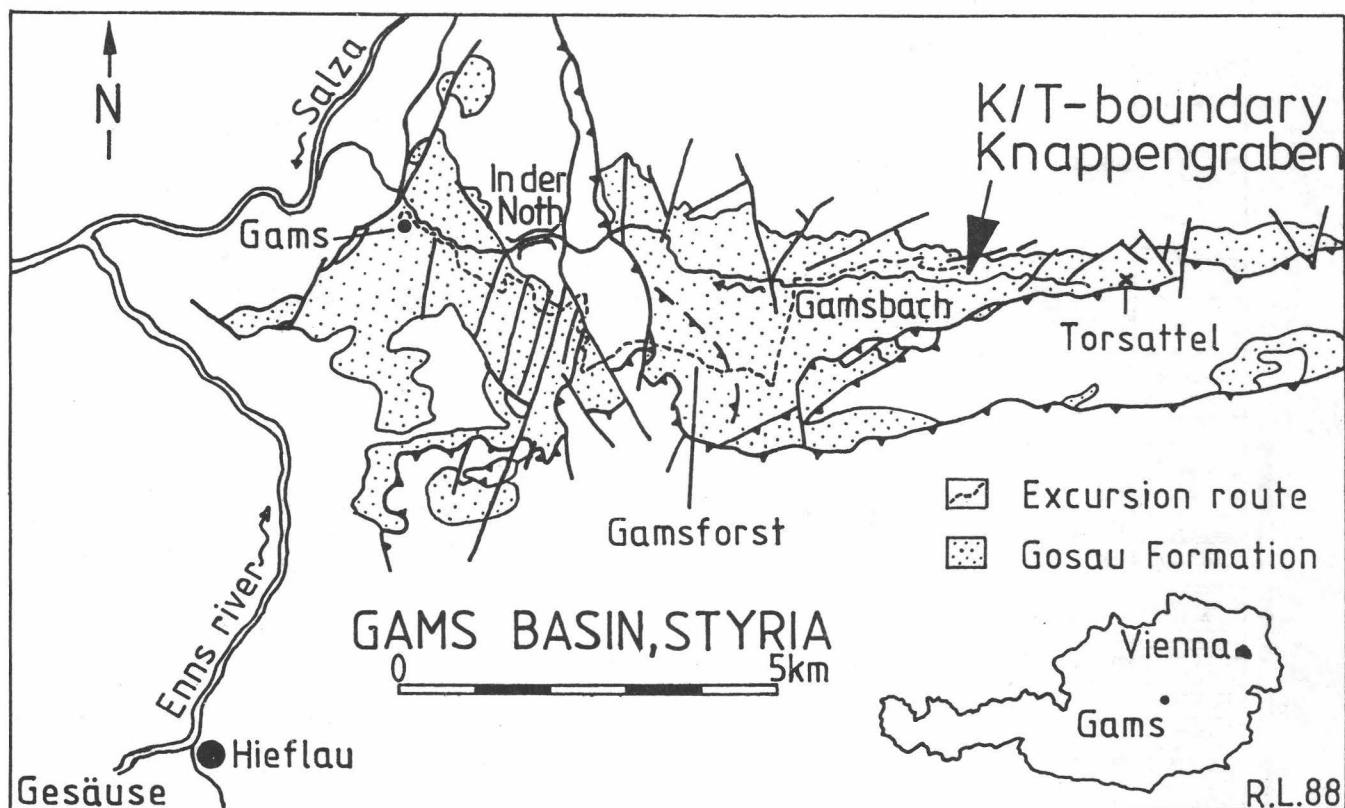 N
Salza
K/T-boundary
Knappengraben
In der
Noth
Gams
Gamsbach
Torsattel
Gamsforst
Excursion route
Gosau Formation
Enns river
GAMS BASIN, STYRIA
0
5km
Vienna
Gams
Hieflau
Gesäuse
R.L.88